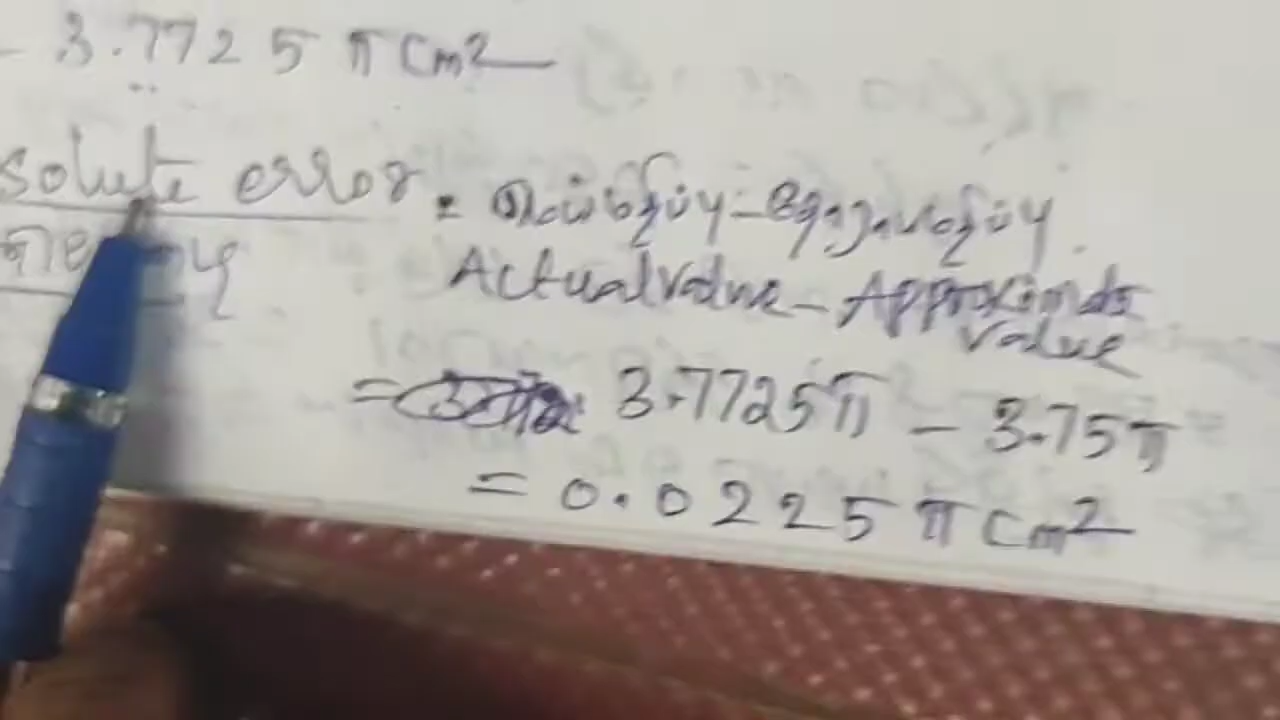 - 3.7725 π cm²
solute error = மெய்மதிப்பு - தோராயமதிப்பு
Actual value - Approximate value
= 3.7725π - 3.75π
= 0.0225 π cm²